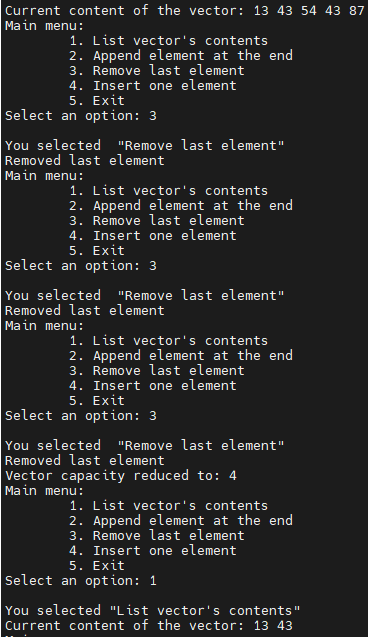 Current content of the vector: 13 43 54 43 87
Main menu:
1. List vector's contents
2. Append element at the end
3. Remove last element
4. Insert one element
5. Exit
Select an option: 3
You selected  "Remove last element"
Removed last element
Main menu:
1. List vector's contents
2. Append element at the end
3. Remove last element
4. Insert one element
5. Exit
Select an option: 3
You selected  "Remove last element"
Removed last element
Main menu:
1. List vector's contents
2. Append element at the end
3. Remove last element
4. Insert one element
5. Exit
Select an option: 3
You selected  "Remove last element"
Removed last element
Vector capacity reduced to: 4
Main menu:
1. List vector's contents
2. Append element at the end
3. Remove last element
4. Insert one element
5. Exit
Select an option: 1
You selected "List vector's contents"
Current content of the vector: 13 43